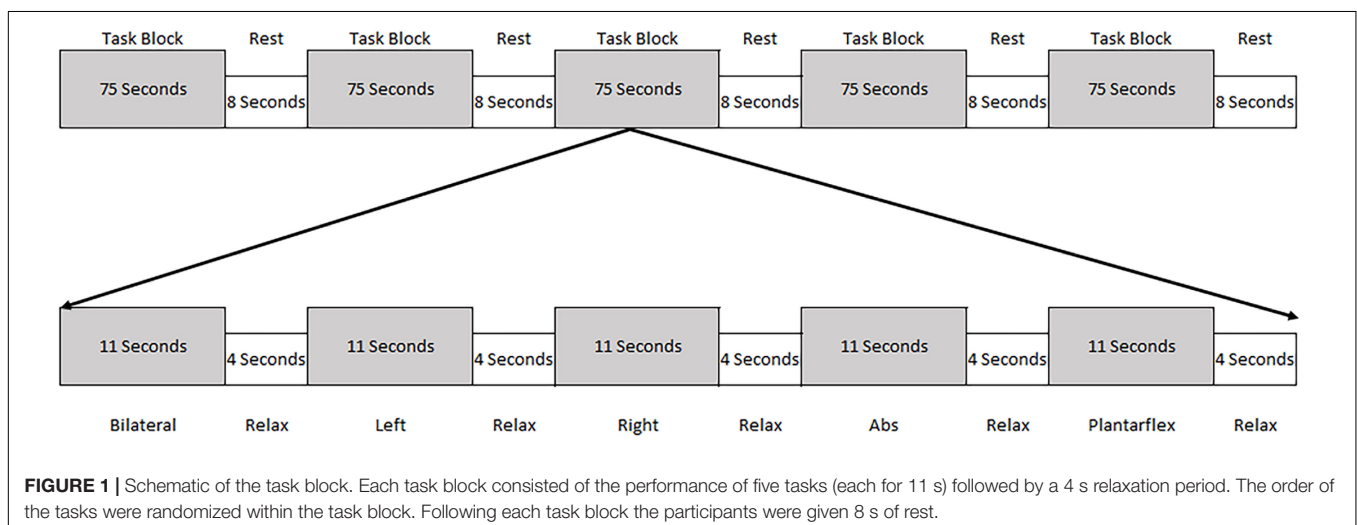 Task Block Rest Task Block Rest Task Block Rest Task Block Rest Task Block Rest
75 Seconds 8 Seconds 75 Seconds 8 Seconds 75 Seconds 8 Seconds 75 Seconds 8 Seconds 75 Seconds 8 Seconds
11 Seconds 4 Seconds 11 Seconds 4 Seconds 11 Seconds 4 Seconds 11 Seconds 4 Seconds 11 Seconds 4 Seconds
Bilateral Relax Left Relax Right Relax Abs Relax Plantarflex Relax
FIGURE 1 | Schematic of the task block. Each task block consisted of the performance of five tasks (each for 11 s) followed by a 4 s relaxation period. The order of
the tasks were randomized within the task block. Following each task block the participants were given 8 s of rest.